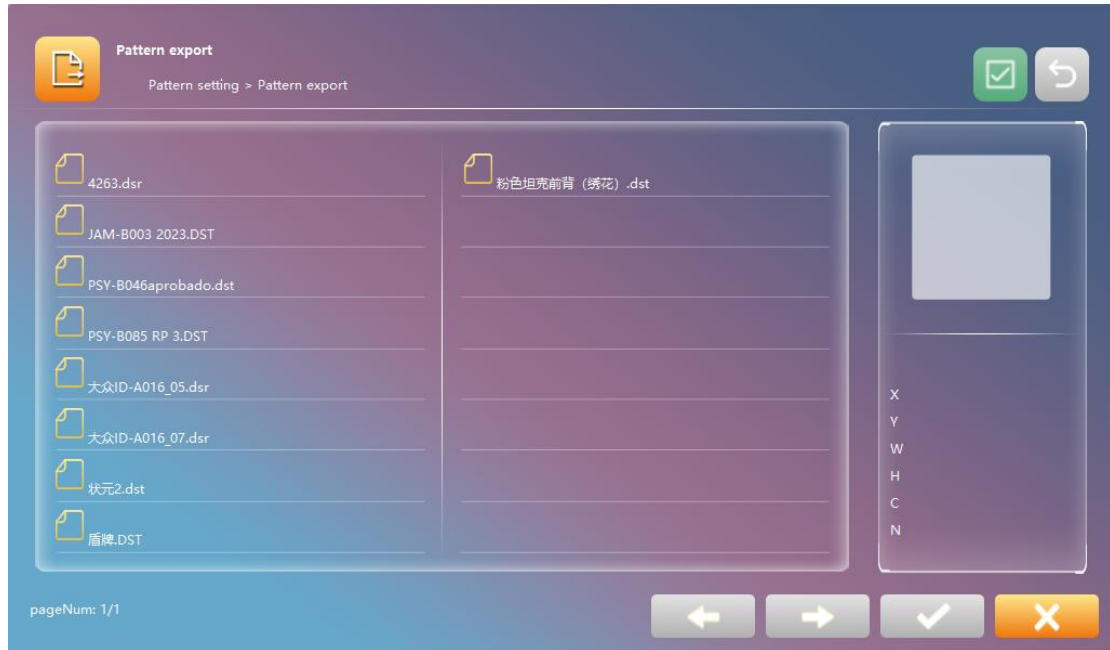 Pattern export
Pattern setting > Pattern export
4263.dsr
JAM-B003 2023.DST
PSY-B046aprobado.dst
PSY-B085 RP 3.DST
大众ID-A016_05.dsr
大众ID-A016_07.dsr
状元2.dst
盾牌.DST
粉色坦克前背（绣花）.dst
X
Y
W
H
C
N
pageNum: 1/1